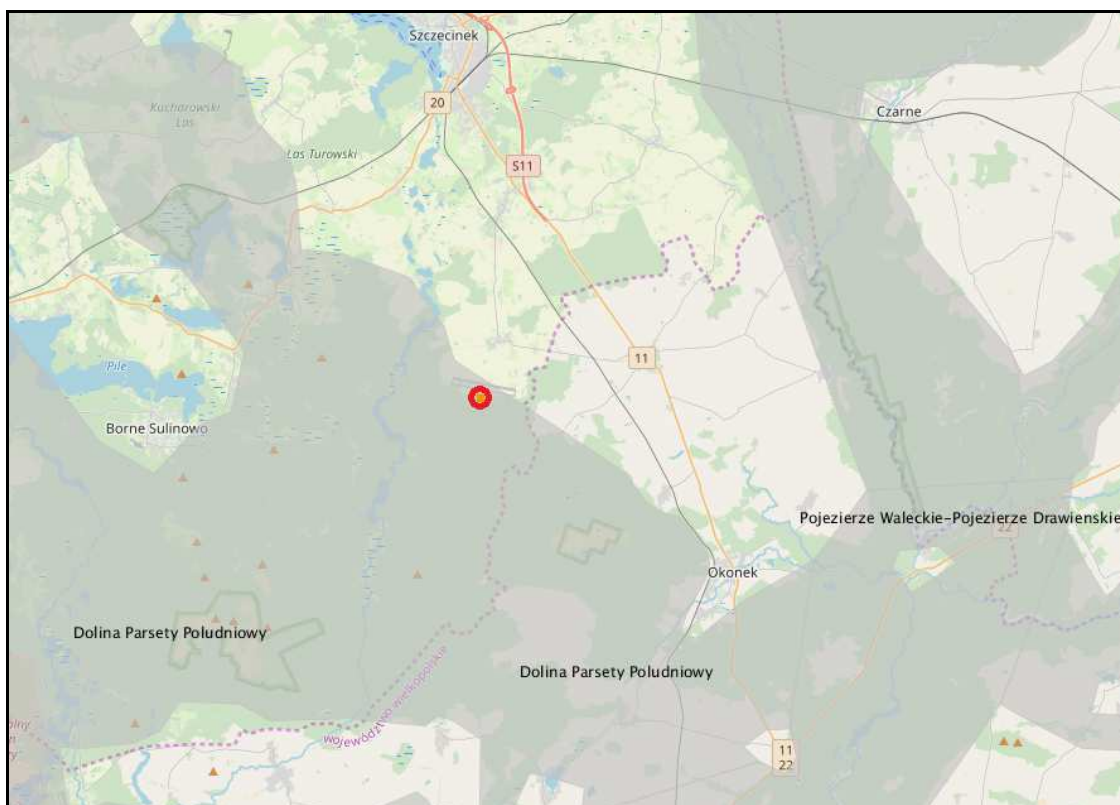 Szczecinek
Kucharowski
Las
20
Czarne
Las Turowski
S11
Pile
11
Borne Sulinowo
Pojezierze Waleckie-Pojezierze Drawienskie
22
Okonek
Dolina Parsety Poludniowy
Dolina Parsety Poludniowy
województwo wielkopolskie
11
22